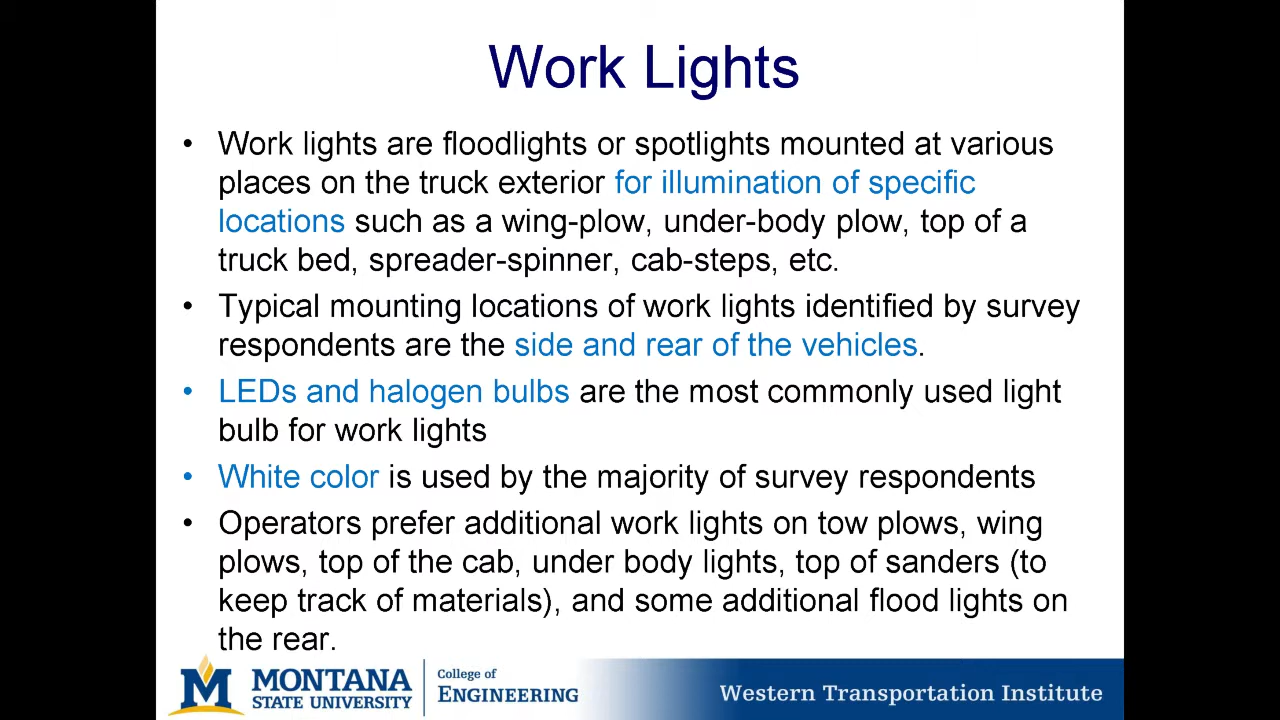 Work Lights
• Work lights are floodlights or spotlights mounted at various
places on the truck exterior for illumination of specific
locations such as a wing-plow, under-body plow, top of a
truck bed, spreader-spinner, cab-steps, etc.
• Typical mounting locations of work lights identified by survey
respondents are the side and rear of the vehicles.
• LEDs and halogen bulbs are the most commonly used light
bulb for work lights
• White color is used by the majority of survey respondents
• Operators prefer additional work lights on tow plows, wing
plows, top of the cab, under body lights, top of sanders (to
keep track of materials), and some additional flood lights on
the rear.
M
MONTANA
STATE UNIVERSITY
College of
ENGINEERING
Western Transportation Institute